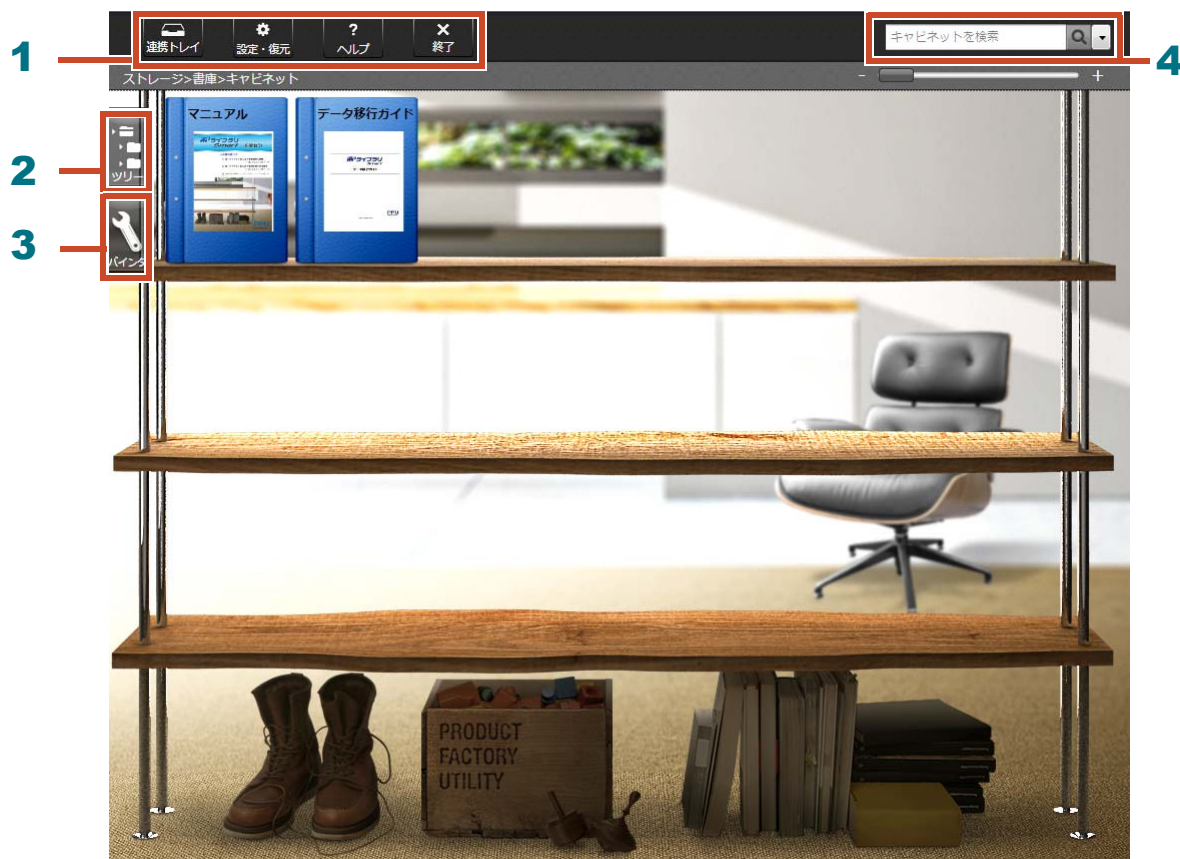 1
連携トレイ
設定・復元
?
ヘルプ
×
終了
キャビネットを検索
4
ストレージ>書庫>キャビネット
-
+
2
ツリー
3
バインダ
マニュアル
データ移行ガイド
PRODUCT
FACTORY
UTILITY